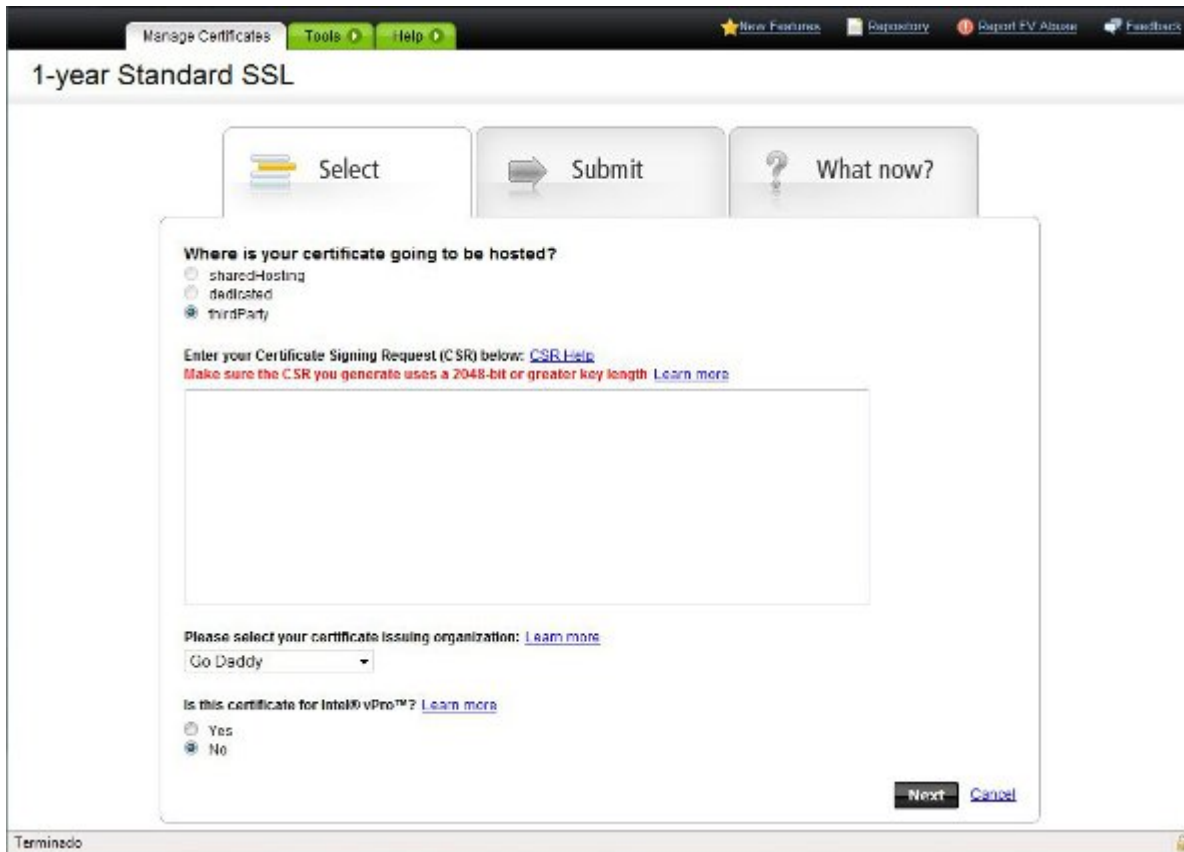 Manage Certificates
Tools
Help
New Features
Repository
Report EV Abuse
Feedback
1-year Standard SSL
Select
Submit
What now?
Where is your certificate going to be hosted?
sharedHosting
dedicated
thirdParty
Enter your Certificate Signing Request (CSR) below: CSR Help
Make sure the CSR you generate uses a 2048-bit or greater key length Learn more
Please select your certificate issuing organization: Learn more
Go Daddy
Is this certificate for Intel® vPro™? Learn more
Yes
No
Next
Cancel
Terminado